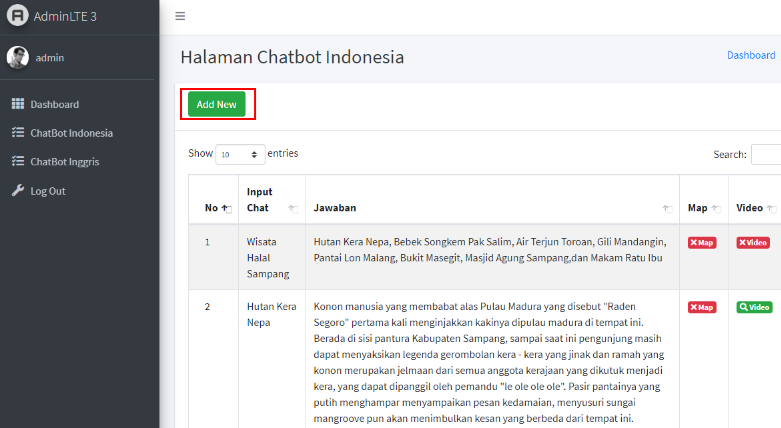 AdminLTE 3
admin
Dashboard
ChatBot Indonesia
ChatBot Inggris
Log Out
Halaman Chatbot Indonesia
Dashboard
Add New
Show 10 entries
Search:
No
Input
Chat
Jawaban
Map
Video
1
Wisata
Halal
Sampang
Hutan Kera Nepa, Bebek Songkem Pak Salim, Air Terjun Toroan, Gili Mandangin,
Pantai Lon Malang, Bukit Masegit, Masjid Agung Sampang,dan Makam Ratu Ibu
Map
Video
2
Hutan Kera
Nepa
Konon manusia yang membabat alas Pulau Madura yang disebut "Raden
Segoro" pertama kali menginjakkan kakinya dipulau madura di tempat ini.
Berada di sisi pantura Kabupaten Sampang, sampai saat ini pengunjung masih
dapat menyaksikan legenda gerombolan kera - kera yang jinak dan ramah yang
konon merupakan jelmaan dari semua anggota kerajaan yang dikutuk menjadi
kera, yang dapat dipanggil oleh pemandu "le ole ole ole". Pasir pantainya yang
putih menghampar menyampaikan pesan kedamaian, menyusuri sungai
mangroove pun akan menimbulkan kesan yang berbeda dari tempat ini.
Map
Video